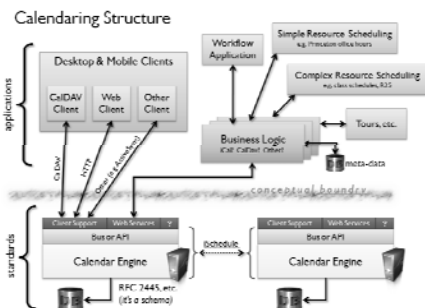 Calendaring Structure
applications
Desktop & Mobile Clients
CalDAV
Client
Web
Client
Other
Client
Workflow
Application
Simple Resource Scheduling
e.g. Princeton office hours
Complex Resource Scheduling
e.g. class schedules, R25
Business Logic
(iCal, CalDav, Other)
Tours, etc.
meta-data
CalDAV
HTTP
Other (e.g.
conceptual boundry
standards
Client Support
Web Services
?
Bus or API
Calendar Engine
iSchedule
Client Support
Web Services
?
Bus or API
Calendar Engine
RFC 2445, etc.
(it's a schema)